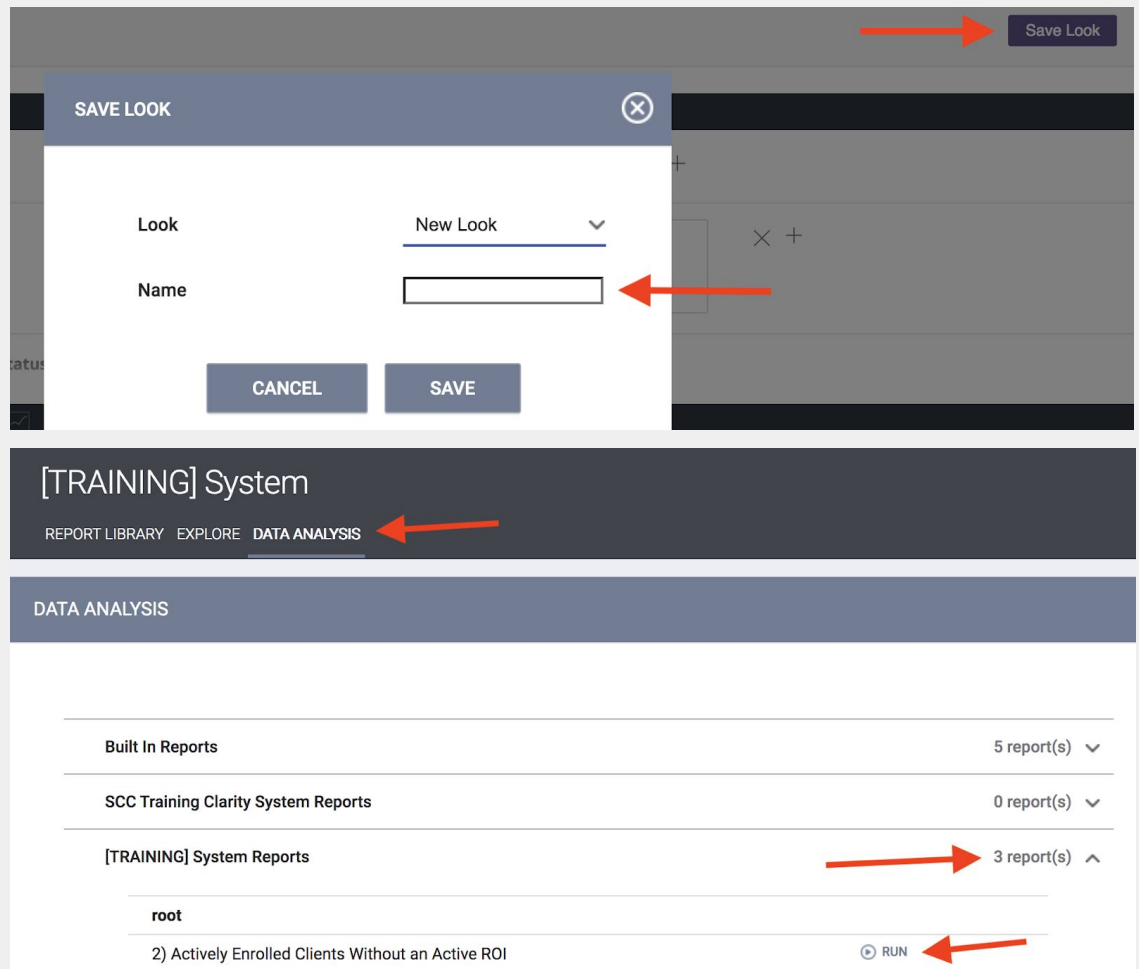 Save Look
SAVE LOOK
Look New Look
Name
tatus
CANCEL SAVE
[TRAINING] System
REPORT LIBRARY EXPLORE DATA ANALYSIS
DATA ANALYSIS
Built In Reports 5 report(s)
SCC Training Clarity System Reports 0 report(s)
[TRAINING] System Reports 3 report(s)
root
2) Actively Enrolled Clients Without an Active ROI RUN